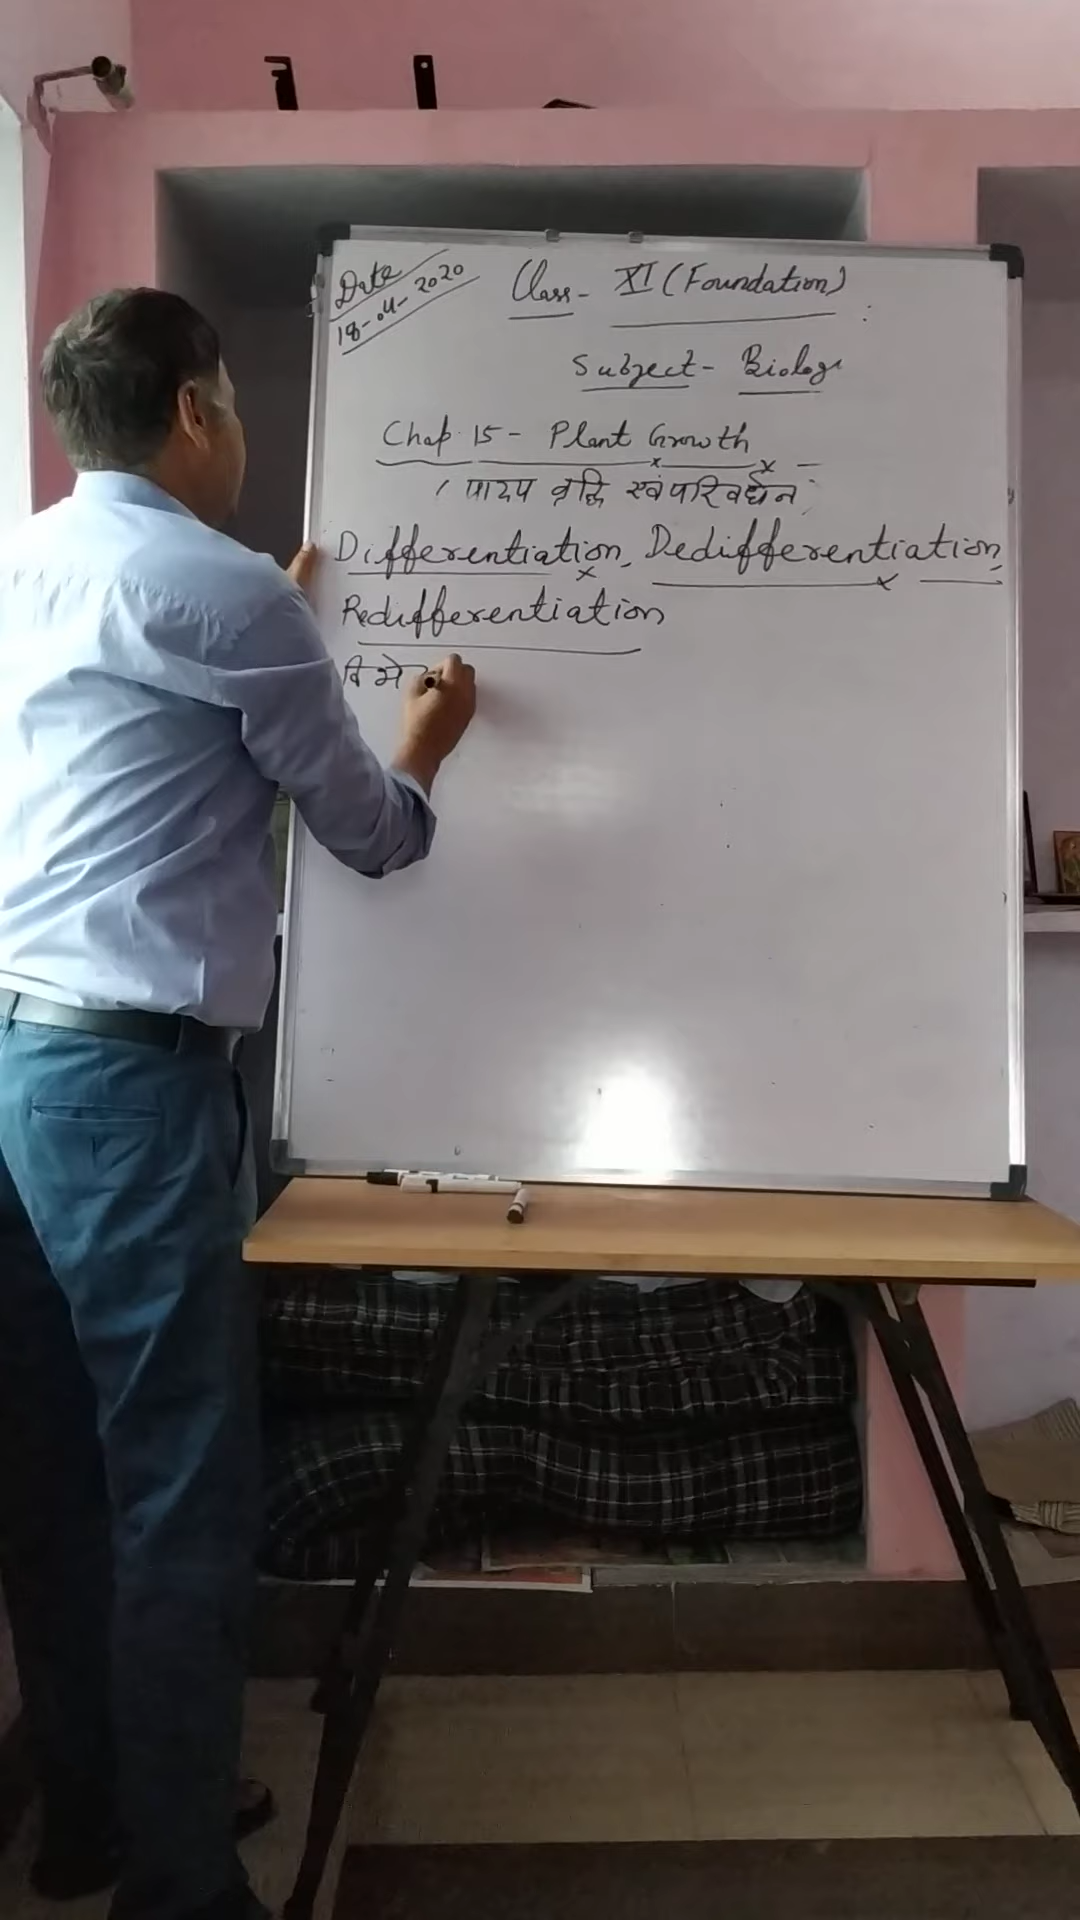 Date
18-04-2020
Class- XI (Foundation)
Subject- Biology
Chap. 15 - Plant Growth -
( पादप वृद्धि एवं परिवर्धन )
Differentiation, Dedifferentiation,
Redifferentiation
विभे